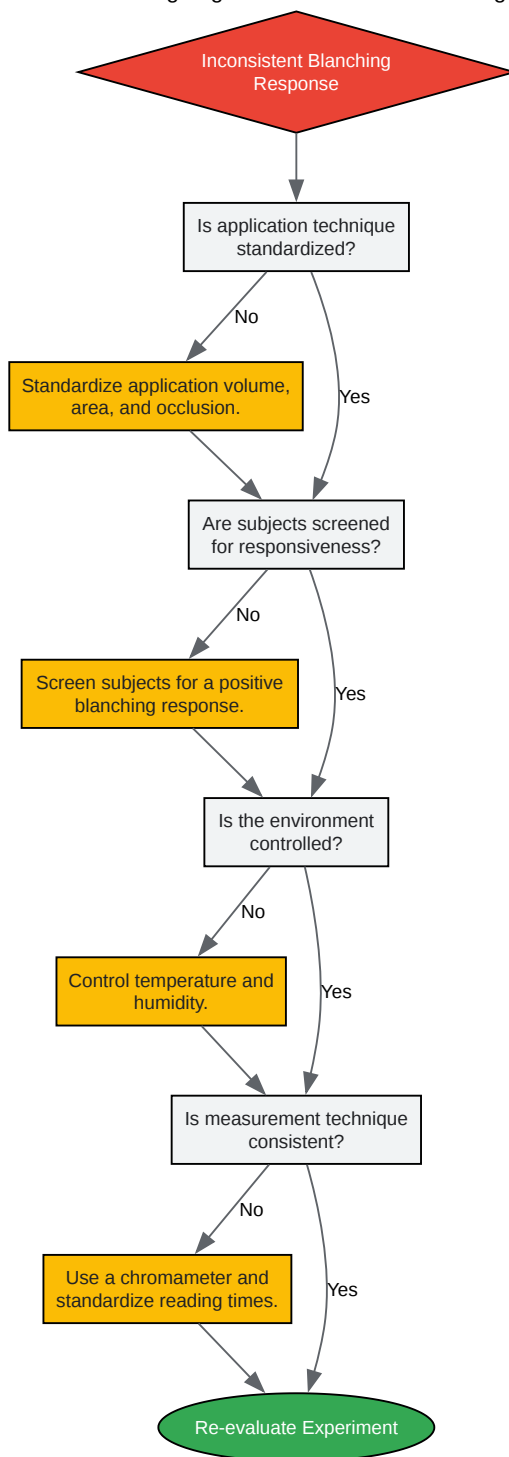 Inconsistent Blanching
Response
Is application technique
standardized?
No
Standardize application volume,
area, and occlusion.
Yes
Are subjects screened
for responsiveness?
No
Screen subjects for a positive
blanching response.
Yes
Is the environment
controlled?
No
Control temperature and
humidity.
Yes
Is measurement technique
consistent?
No
Use a chromameter and
standardize reading times.
Yes
Re-evaluate Experiment